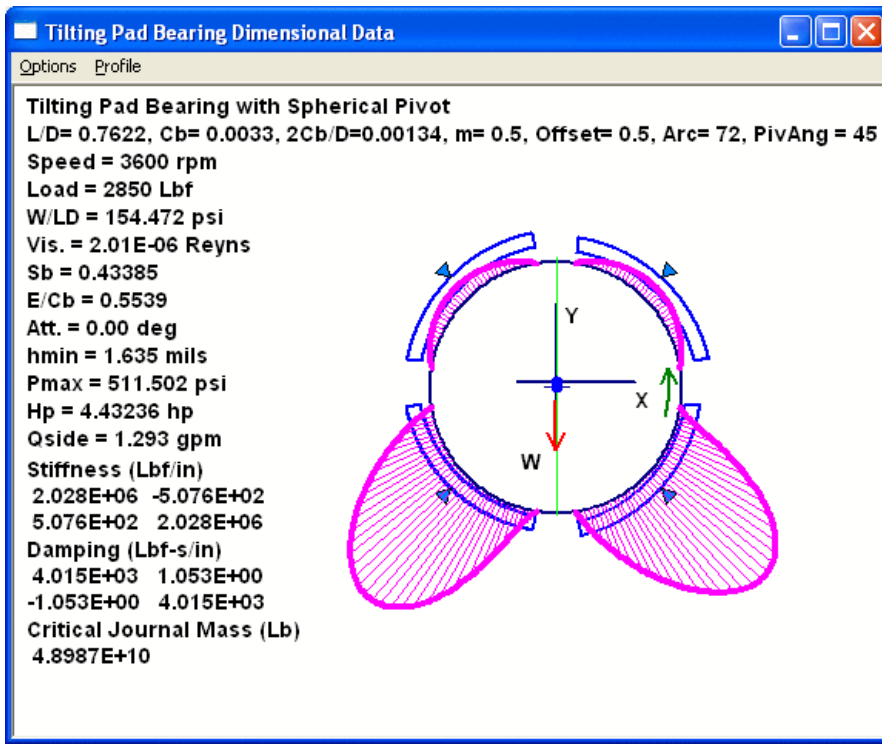 Tilting Pad Bearing Dimensional Data
Options Profile
Tilting Pad Bearing with Spherical Pivot
L/D= 0.7622, Cb= 0.0033, 2Cb/D=0.00134, m= 0.5, Offset= 0.5, Arc= 72, PivAng = 45
Speed = 3600 rpm
Load = 2850 Lbf
W/LD = 154.472 psi
Vis. = 2.01E-06 Reyns
Sb = 0.43385
E/Cb = 0.5539
Att. = 0.00 deg
hmin = 1.635 mils
Pmax = 511.502 psi
Hp = 4.43236 hp
Qside = 1.293 gpm
Stiffness (Lbf/in)
2.028E+06 -5.076E+02
5.076E+02 2.028E+06
Damping (Lbf-s/in)
4.015E+03 1.053E+00
-1.053E+00 4.015E+03
Critical Journal Mass (Lb)
4.8987E+10
Y
X
W